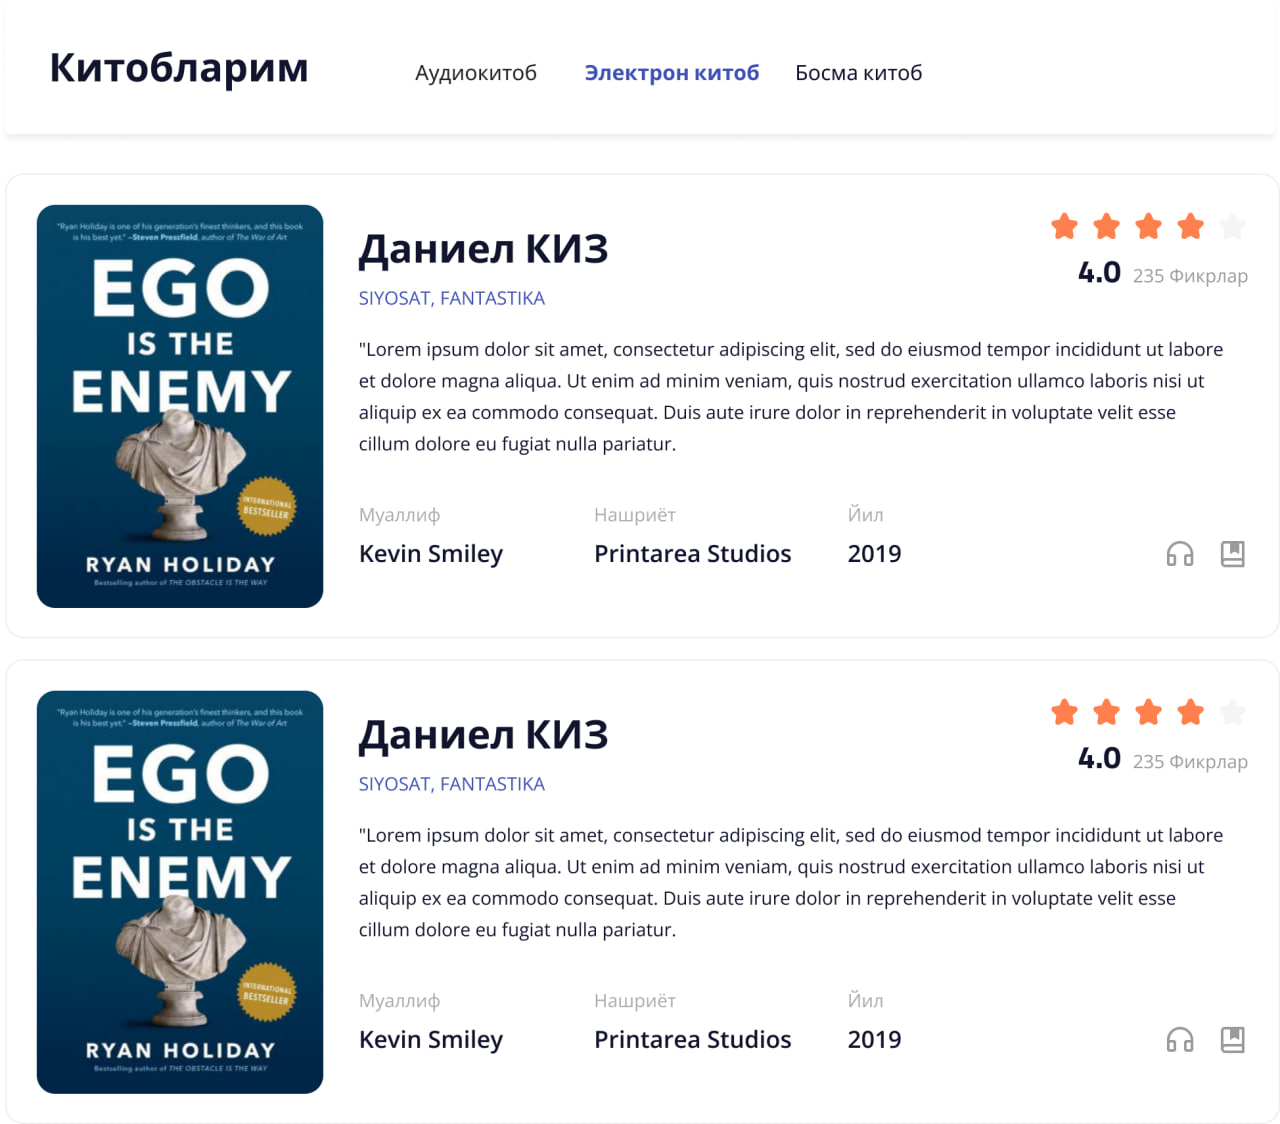 Китобларим
Аудиокитоб Электрон китоб Босма китоб
"Ryan Holiday is one of his generation's finest thinkers, and this book
is his best yet." –Steven Pressfield, author of The War of Art
EGO
IS THE
ENEMY
INTERNATIONAL
BESTSELLER
RYAN HOLIDAY
Bestselling author of THE OBSTACLE IS THE WAY
Даниел КИЗ
SIYOSAT, FANTASTIKA
4.0 235 Фикрлар
"Lorem ipsum dolor sit amet, consectetur adipiscing elit, sed do eiusmod tempor incididunt ut labore
et dolore magna aliqua. Ut enim ad minim veniam, quis nostrud exercitation ullamco laboris nisi ut
aliquip ex ea commodo consequat. Duis aute irure dolor in reprehenderit in voluptate velit esse
cillum dolore eu fugiat nulla pariatur.
Муаллиф Нашриёт Йил
Kevin Smiley Printarea Studios 2019
"Ryan Holiday is one of his generation's finest thinkers, and this book
is his best yet." –Steven Pressfield, author of The War of Art
EGO
IS THE
ENEMY
INTERNATIONAL
BESTSELLER
RYAN HOLIDAY
Bestselling author of THE OBSTACLE IS THE WAY
Даниел КИЗ
SIYOSAT, FANTASTIKA
4.0 235 Фикрлар
"Lorem ipsum dolor sit amet, consectetur adipiscing elit, sed do eiusmod tempor incididunt ut labore
et dolore magna aliqua. Ut enim ad minim veniam, quis nostrud exercitation ullamco laboris nisi ut
aliquip ex ea commodo consequat. Duis aute irure dolor in reprehenderit in voluptate velit esse
cillum dolore eu fugiat nulla pariatur.
Муаллиф Нашриёт Йил
Kevin Smiley Printarea Studios 2019